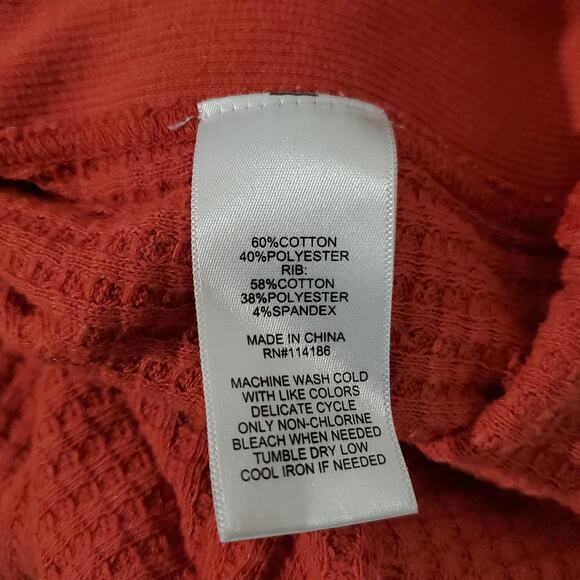 60%COTTON
40%POLYESTER
RIB:
58%COTTON
38%POLYESTER
4%SPANDEX
MADE IN CHINA
RN#114186
MACHINE WASH COLD
WITH LIKE COLORS
DELICATE CYCLE
ONLY NON-CHLORINE
BLEACH WHEN NEEDED
TUMBLE DRY LOW
COOL IRON IF NEEDED